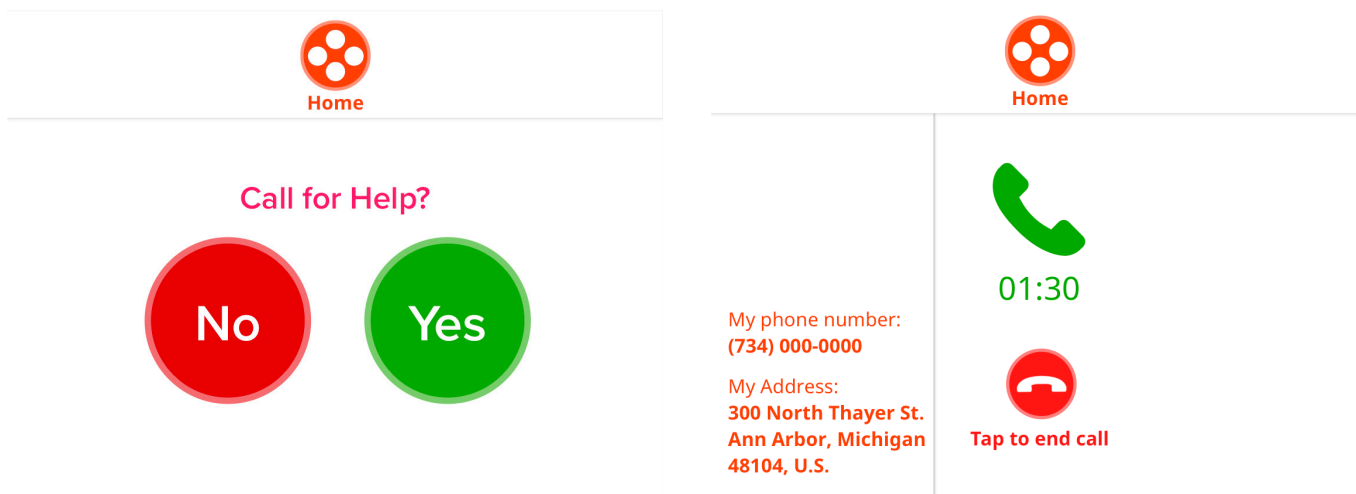 Home
Call for Help?
No
Yes
Home
My phone number:
(734) 000-0000
My Address:
300 North Thayer St.
Ann Arbor, Michigan
48104, U.S.
01:30
Tap to end call